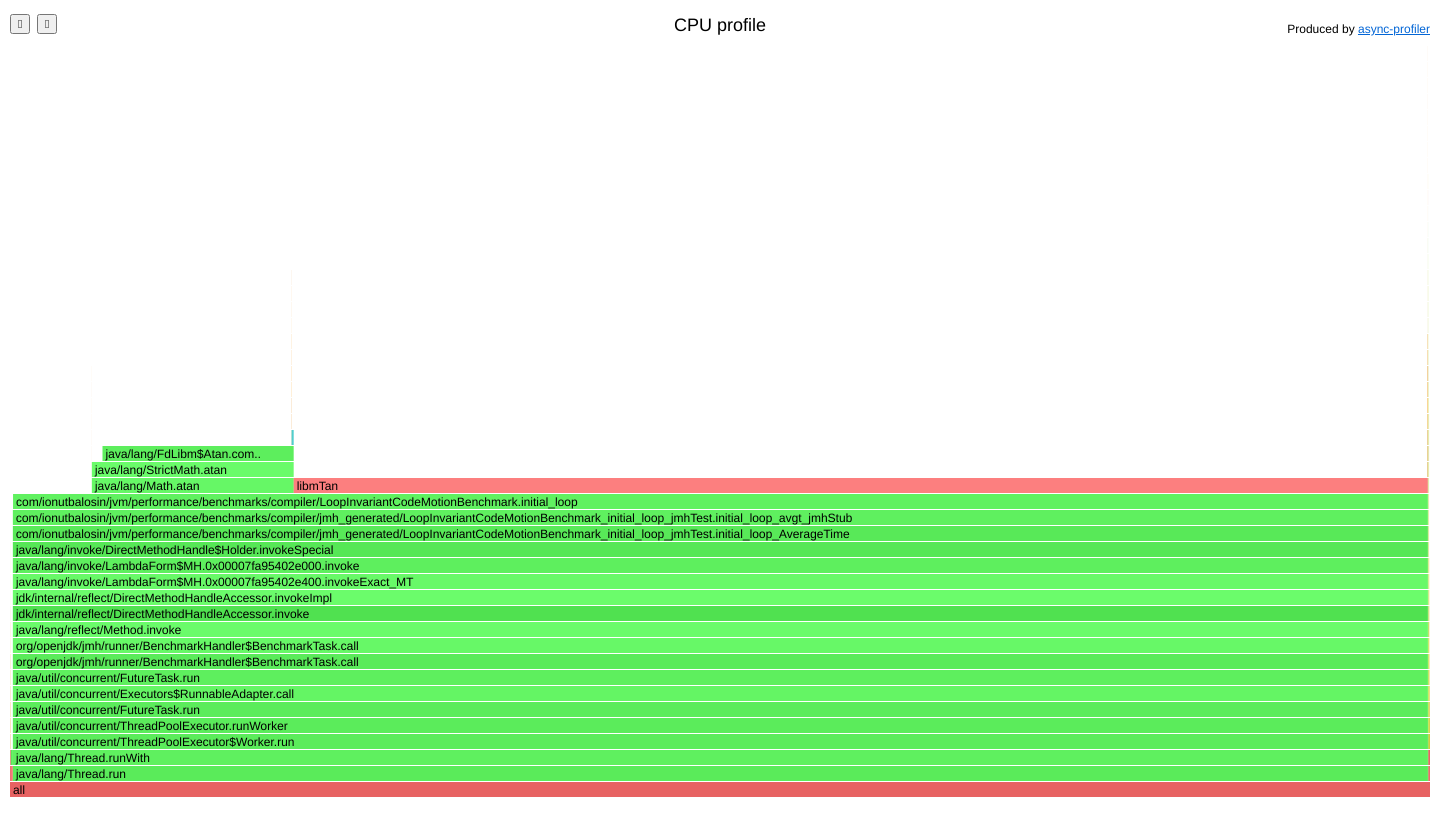 CPU profile
Produced by async-profiler
java/lang/FdLibm$Atan.com..
java/lang/StrictMath.atan
java/lang/Math.atan
libmTan
com/ionutbalosin/jvm/performance/benchmarks/compiler/LoopInvariantCodeMotionBenchmark.initial_loop
com/ionutbalosin/jvm/performance/benchmarks/compiler/jmh_generated/LoopInvariantCodeMotionBenchmark_initial_loop_jmhTest.initial_loop_avgt_jmhStub
com/ionutbalosin/jvm/performance/benchmarks/compiler/jmh_generated/LoopInvariantCodeMotionBenchmark_initial_loop_jmhTest.initial_loop_AverageTime
java/lang/invoke/DirectMethodHandle$Holder.invokeSpecial
java/lang/invoke/LambdaForm$MH.0x00007fa95402e000.invoke
java/lang/invoke/LambdaForm$MH.0x00007fa95402e400.invokeExact_MT
jdk/internal/reflect/DirectMethodHandleAccessor.invokeImpl
jdk/internal/reflect/DirectMethodHandleAccessor.invoke
java/lang/reflect/Method.invoke
org/openjdk/jmh/runner/BenchmarkHandler$BenchmarkTask.call
org/openjdk/jmh/runner/BenchmarkHandler$BenchmarkTask.call
java/util/concurrent/FutureTask.run
java/util/concurrent/Executors$RunnableAdapter.call
java/util/concurrent/FutureTask.run
java/util/concurrent/ThreadPoolExecutor.runWorker
java/util/concurrent/ThreadPoolExecutor$Worker.run
java/lang/Thread.runWith
java/lang/Thread.run
all